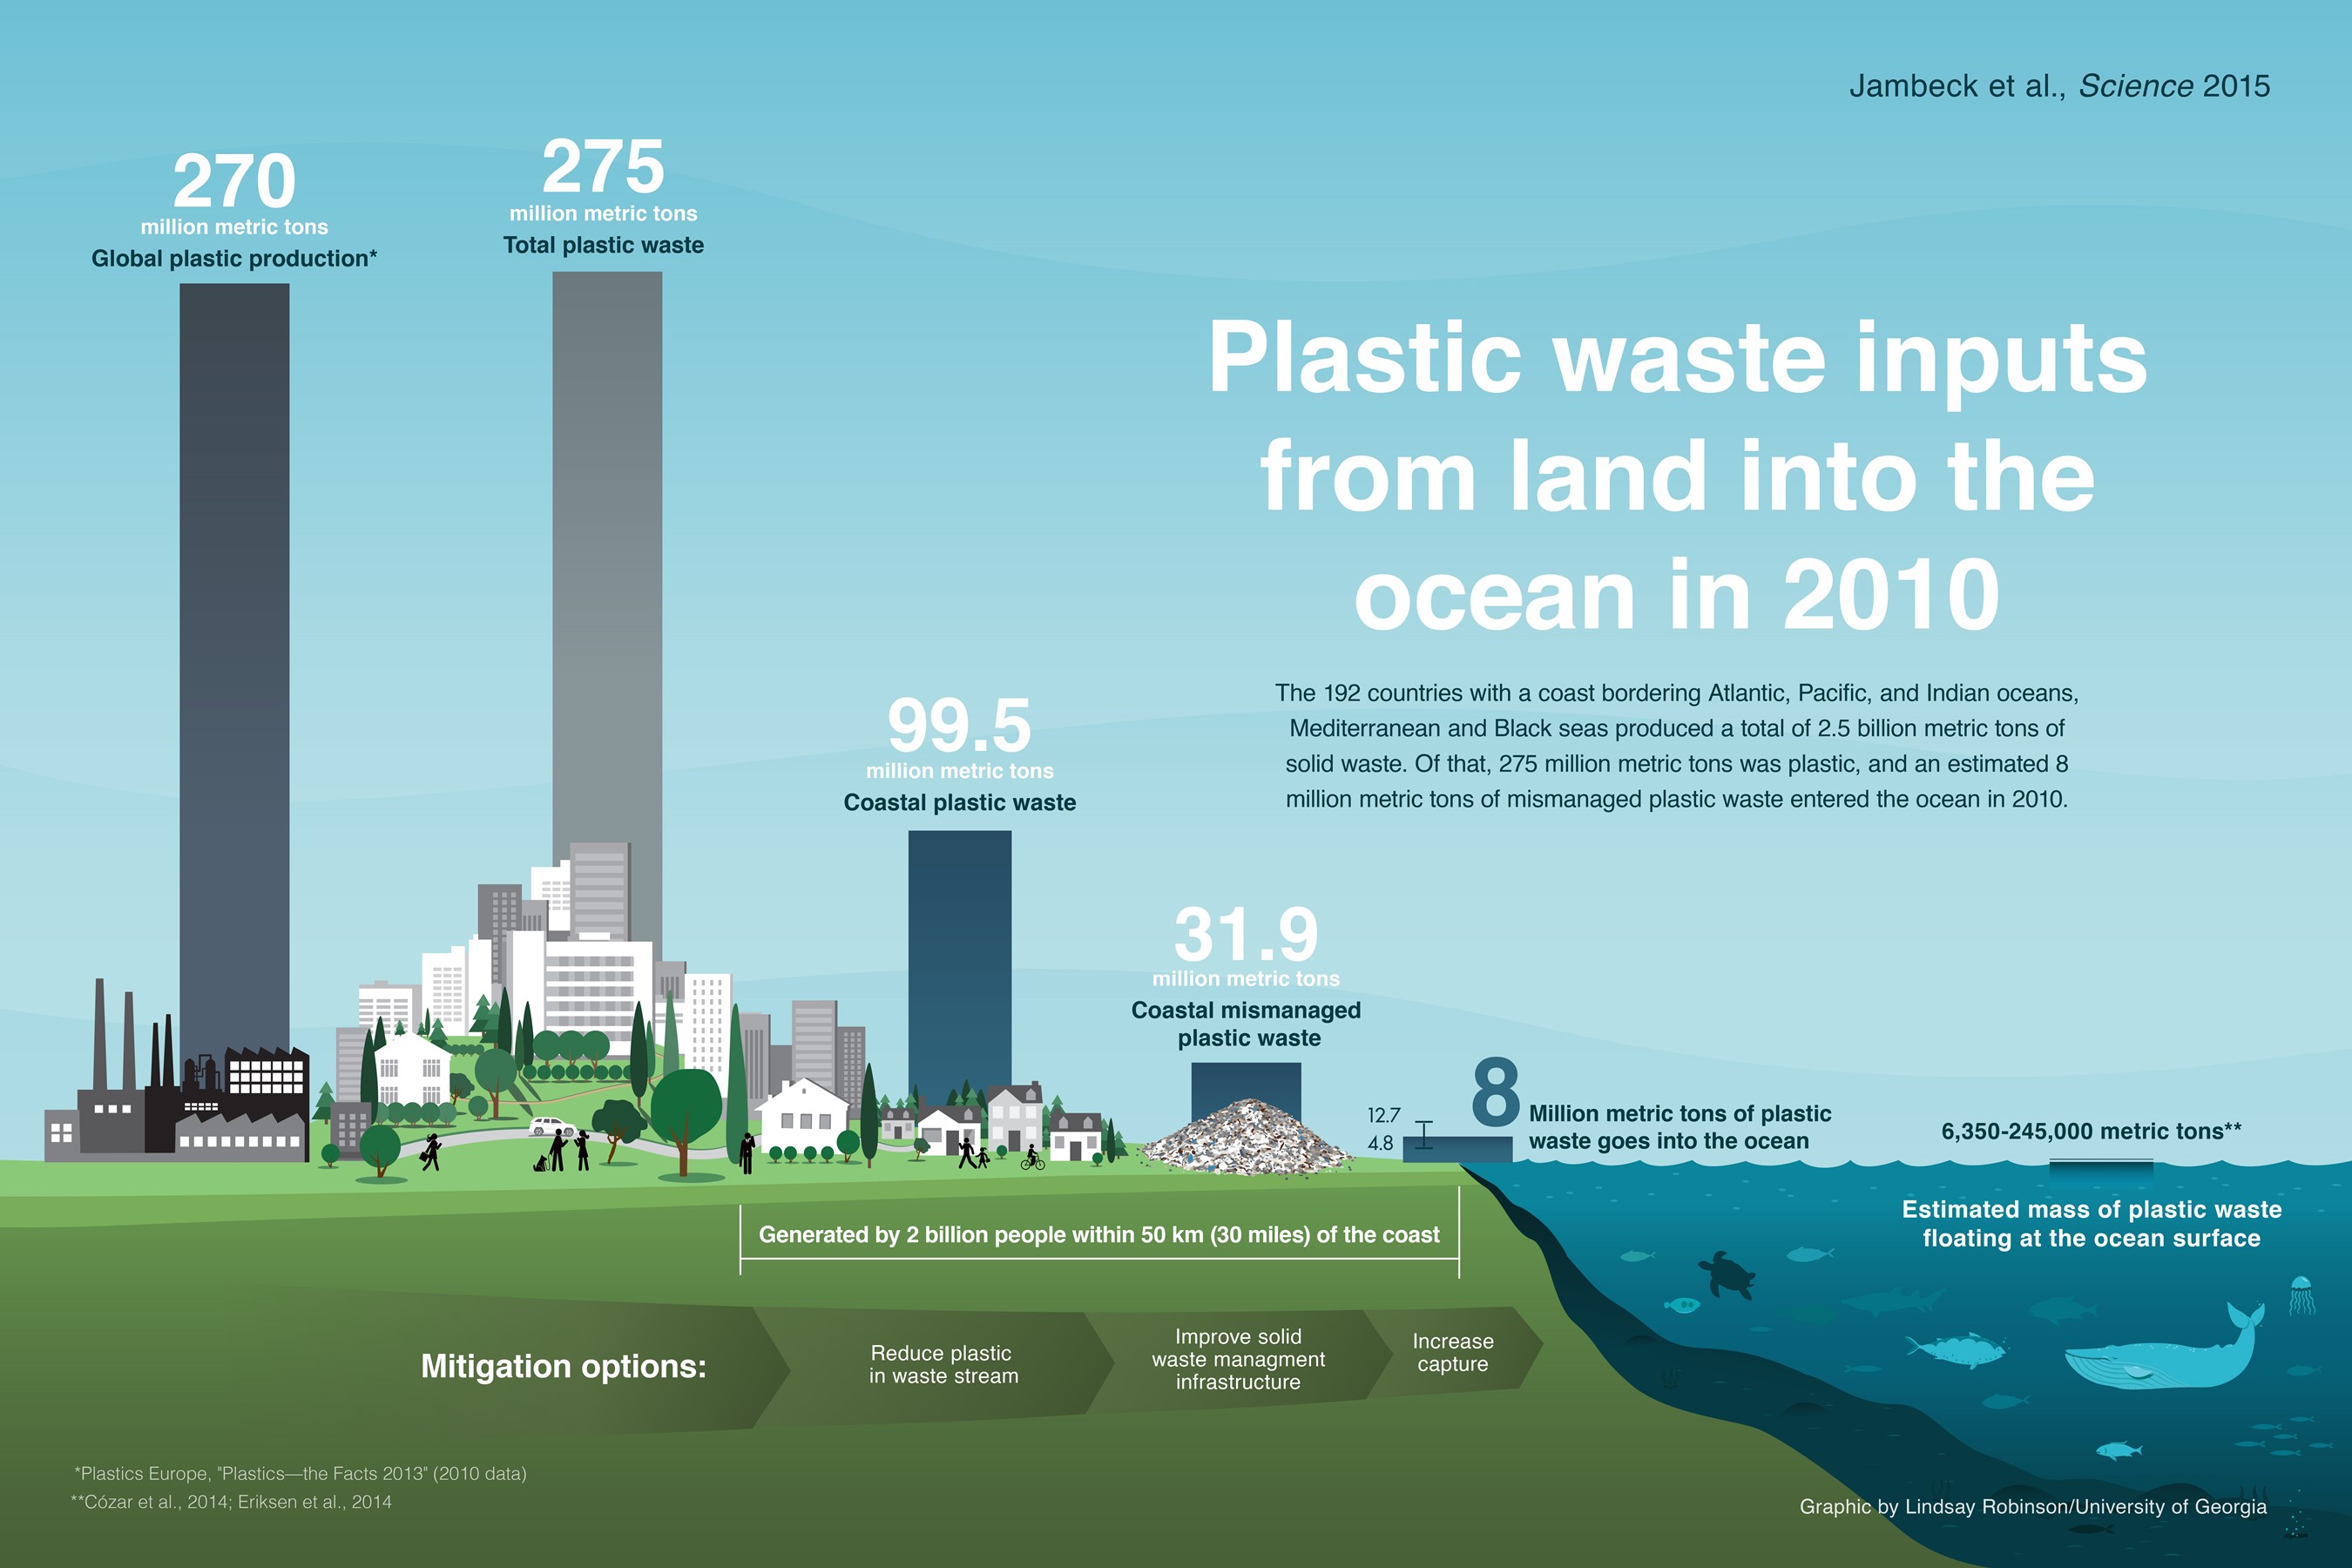 Jambeck et al., Science 2015
270
million metric tons
Global plastic production*
275
million metric tons
Total plastic waste
Plastic waste inputs
from land into the
ocean in 2010
The 192 countries with a coast bordering Atlantic, Pacific, and Indian oceans,
Mediterranean and Black seas produced a total of 2.5 billion metric tons of
solid waste. Of that, 275 million metric tons was plastic, and an estimated 8
million metric tons of mismanaged plastic waste entered the ocean in 2010.
99.5
million metric tons
Coastal plastic waste
31.9
million metric tons
Coastal mismanaged
plastic waste
12.7
4.8
8
Million metric tons of plastic
waste goes into the ocean
6,350-245,000 metric tons**
Estimated mass of plastic waste
floating at the ocean surface
Generated by 2 billion people within 50 km (30 miles) of the coast
Mitigation options:
Reduce plastic
in waste stream
Improve solid
waste managment
infrastructure
Increase
capture
*Plastics Europe, "Plastics—the Facts 2013" (2010 data)
**Cózar et al., 2014; Eriksen et al., 2014
Graphic by Lindsay Robinson/University of Georgia